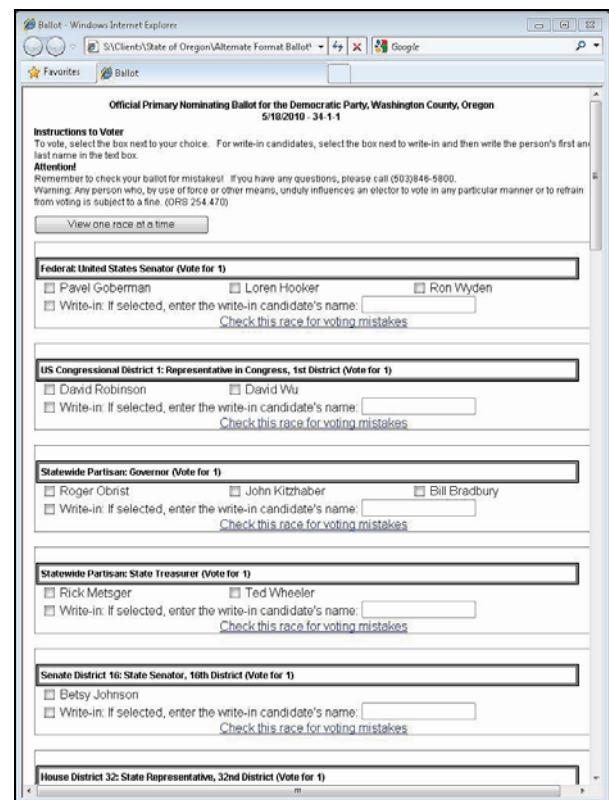 Ballot - Windows Internet Explorer
S:\Clients\State of Oregon\Alternate Format Ballot\
Google
Favorites
Ballot
Official Primary Nominating Ballot for the Democratic Party, Washington County, Oregon
5/18/2010 - 34-1-1
Instructions to Voter
To vote, select the box next to your choice. For write-in candidates, select the box next to write-in and then write the person's first and
last name in the text box.
Attention!
Remember to check your ballot for mistakes! If you have any questions, please call (503)846-5800.
Warning: Any person who, by use of force or other means, unduly influences an elector to vote in any particular manner or to refrain
from voting is subject to a fine. (ORS 254.470)
View one race at a time
Federal: United States Senator (Vote for 1)
Pavel Goberman Loren Hooker Ron Wyden
Write-in: If selected, enter the write-in candidate's name:
Check this race for voting mistakes
US Congressional District 1: Representative in Congress, 1st District (Vote for 1)
David Robinson David Wu
Write-in: If selected, enter the write-in candidate's name:
Check this race for voting mistakes
Statewide Partisan: Governor (Vote for 1)
Roger Obrist John Kitzhaber Bill Bradbury
Write-in: If selected, enter the write-in candidate's name:
Check this race for voting mistakes
Statewide Partisan: State Treasurer (Vote for 1)
Rick Metsger Ted Wheeler
Write-in: If selected, enter the write-in candidate's name:
Check this race for voting mistakes
Senate District 16: State Senator, 16th District (Vote for 1)
Betsy Johnson
Write-in: If selected, enter the write-in candidate's name:
Check this race for voting mistakes
House District 32: State Representative, 32nd District (Vote for 1)